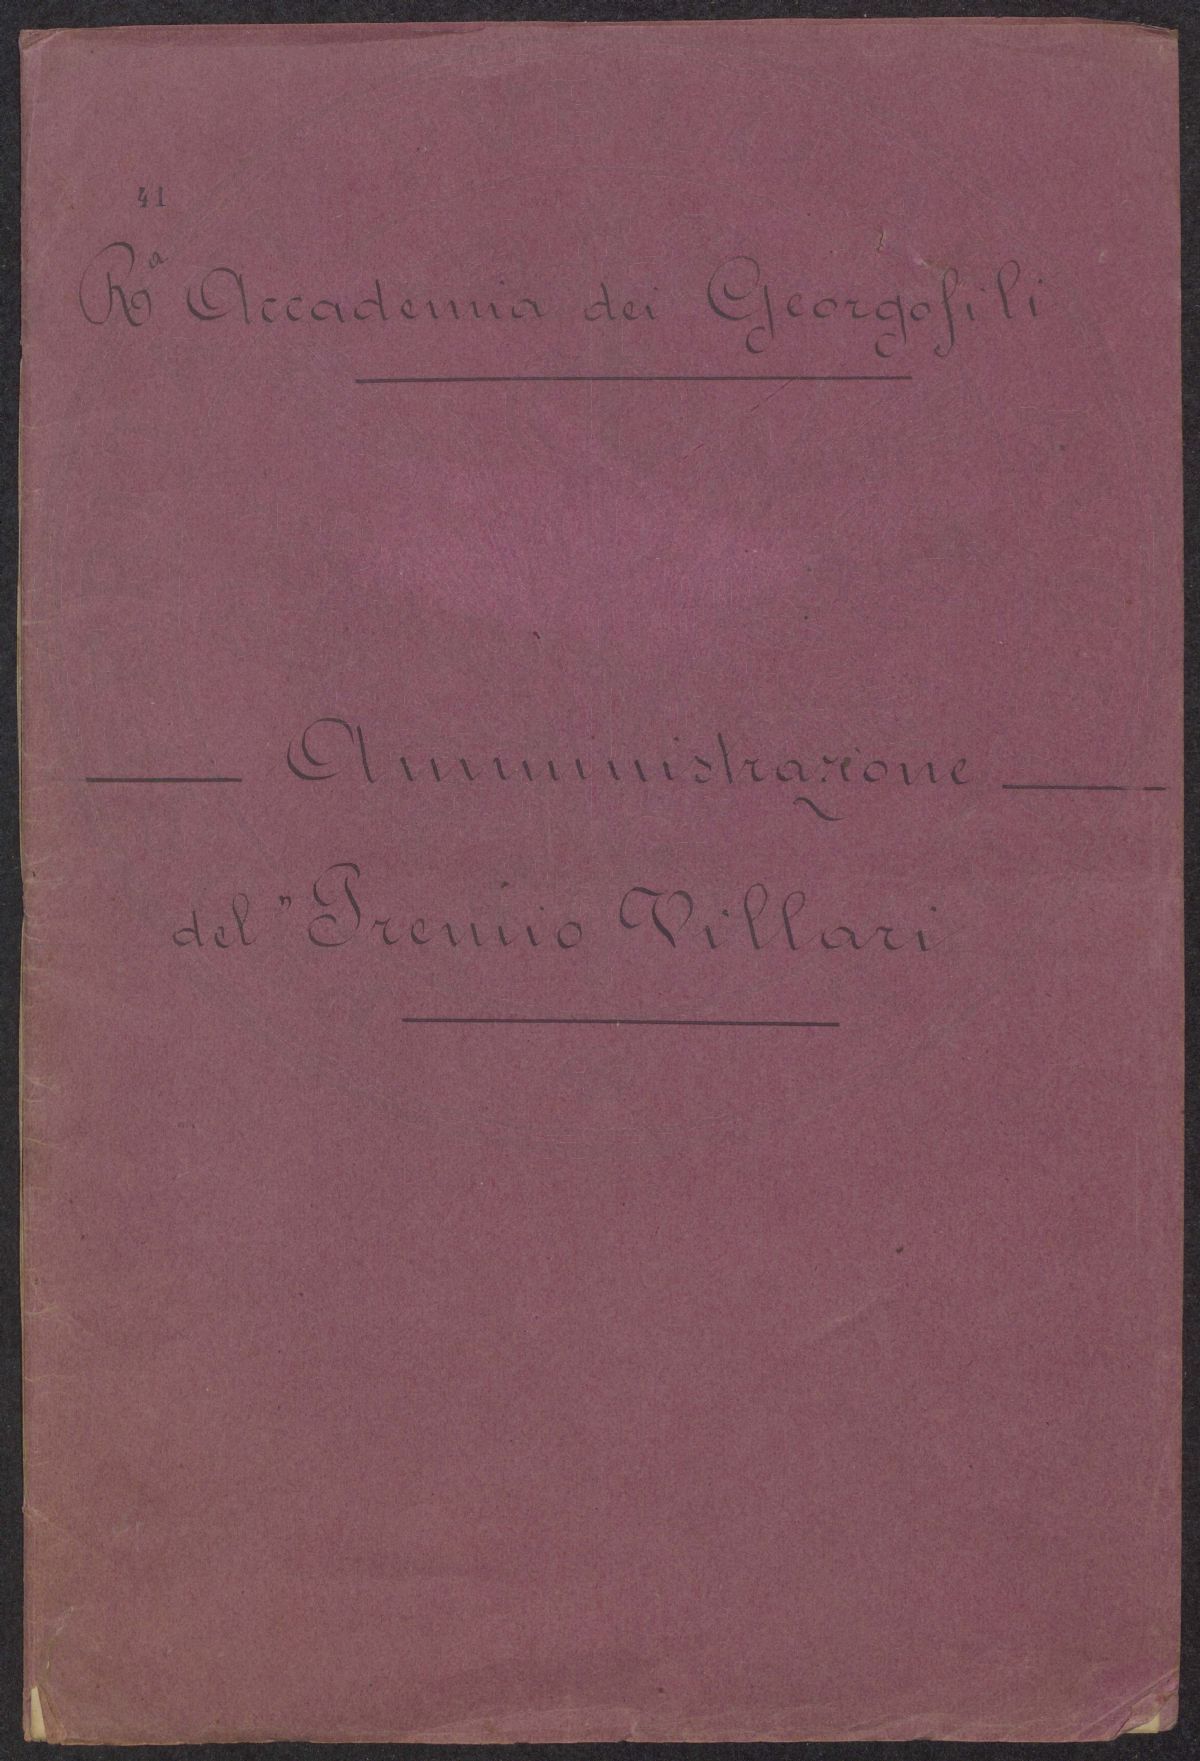 41
Rª Accademia dei Georgofili
Amministrazione
del "Premio Villari